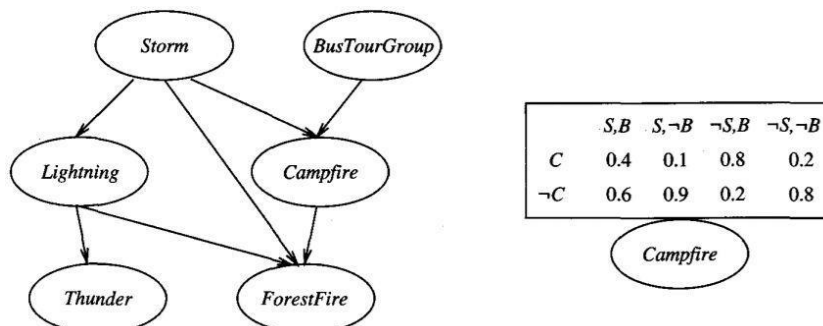 Storm BusTourGroup
Lightning Campfire
Thunder ForestFire
S,B S,¬B ¬S,B ¬S,¬B
C 0.4 0.1 0.8 0.2
¬C 0.6 0.9 0.2 0.8
Campfire